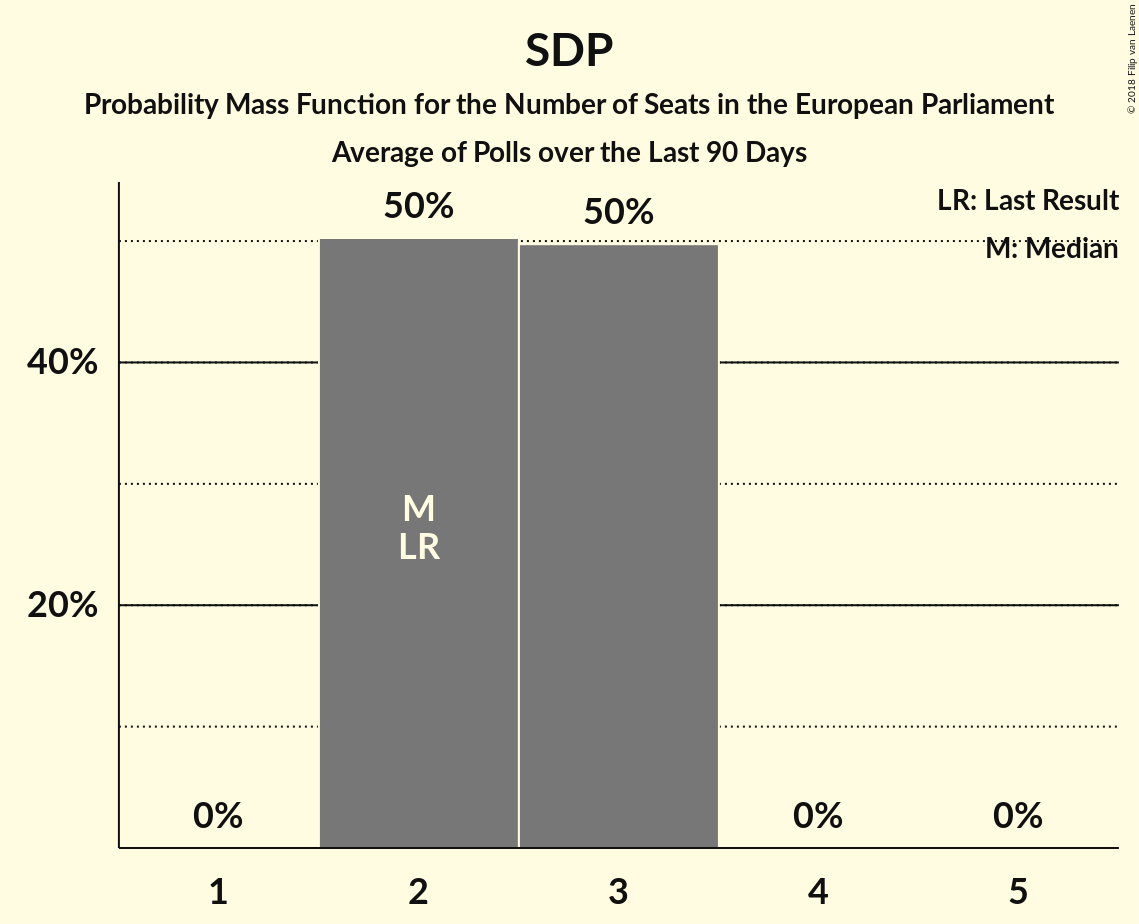 SDP
Probability Mass Function for the Number of Seats in the European Parliament
Average of Polls over the Last 90 Days
© 2018 Filip van Laenen
LR: Last Result
M: Median
50%
50%
40%
M
LR
20%
0%
0%
0%
1
2
3
4
5